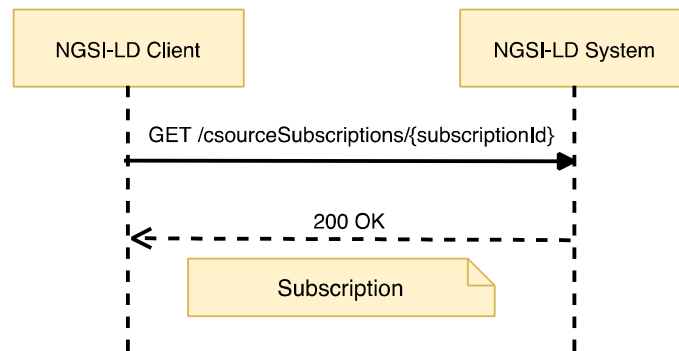 NGSI-LD Client
NGSI-LD System
GET /csourceSubscriptions/{subscriptionId}
200 OK
Subscription